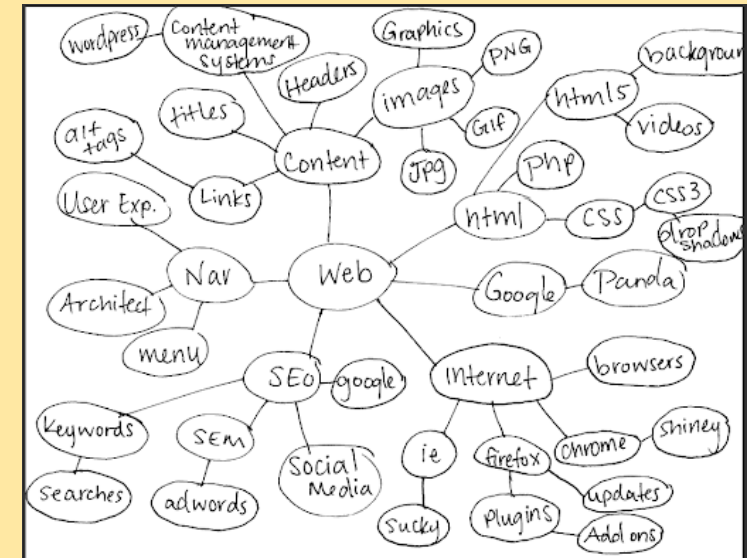 wordpress
Content
management
systems
Graphics
PNG
backgroun
Headers
images
html5
titles
Gif
videos
alt
tags
Content
JPg
Php
User Exp.
Links
html
CSS
CSS3
drop
shadows
Nav
Web
Google
Panda
Architect
menu
SEO
google
Internet
browsers
Keywords
SEM
Social
Media
ie
firefox
chrome
shiney
searches
adwords
sucky
Plugins
updates
Add ons